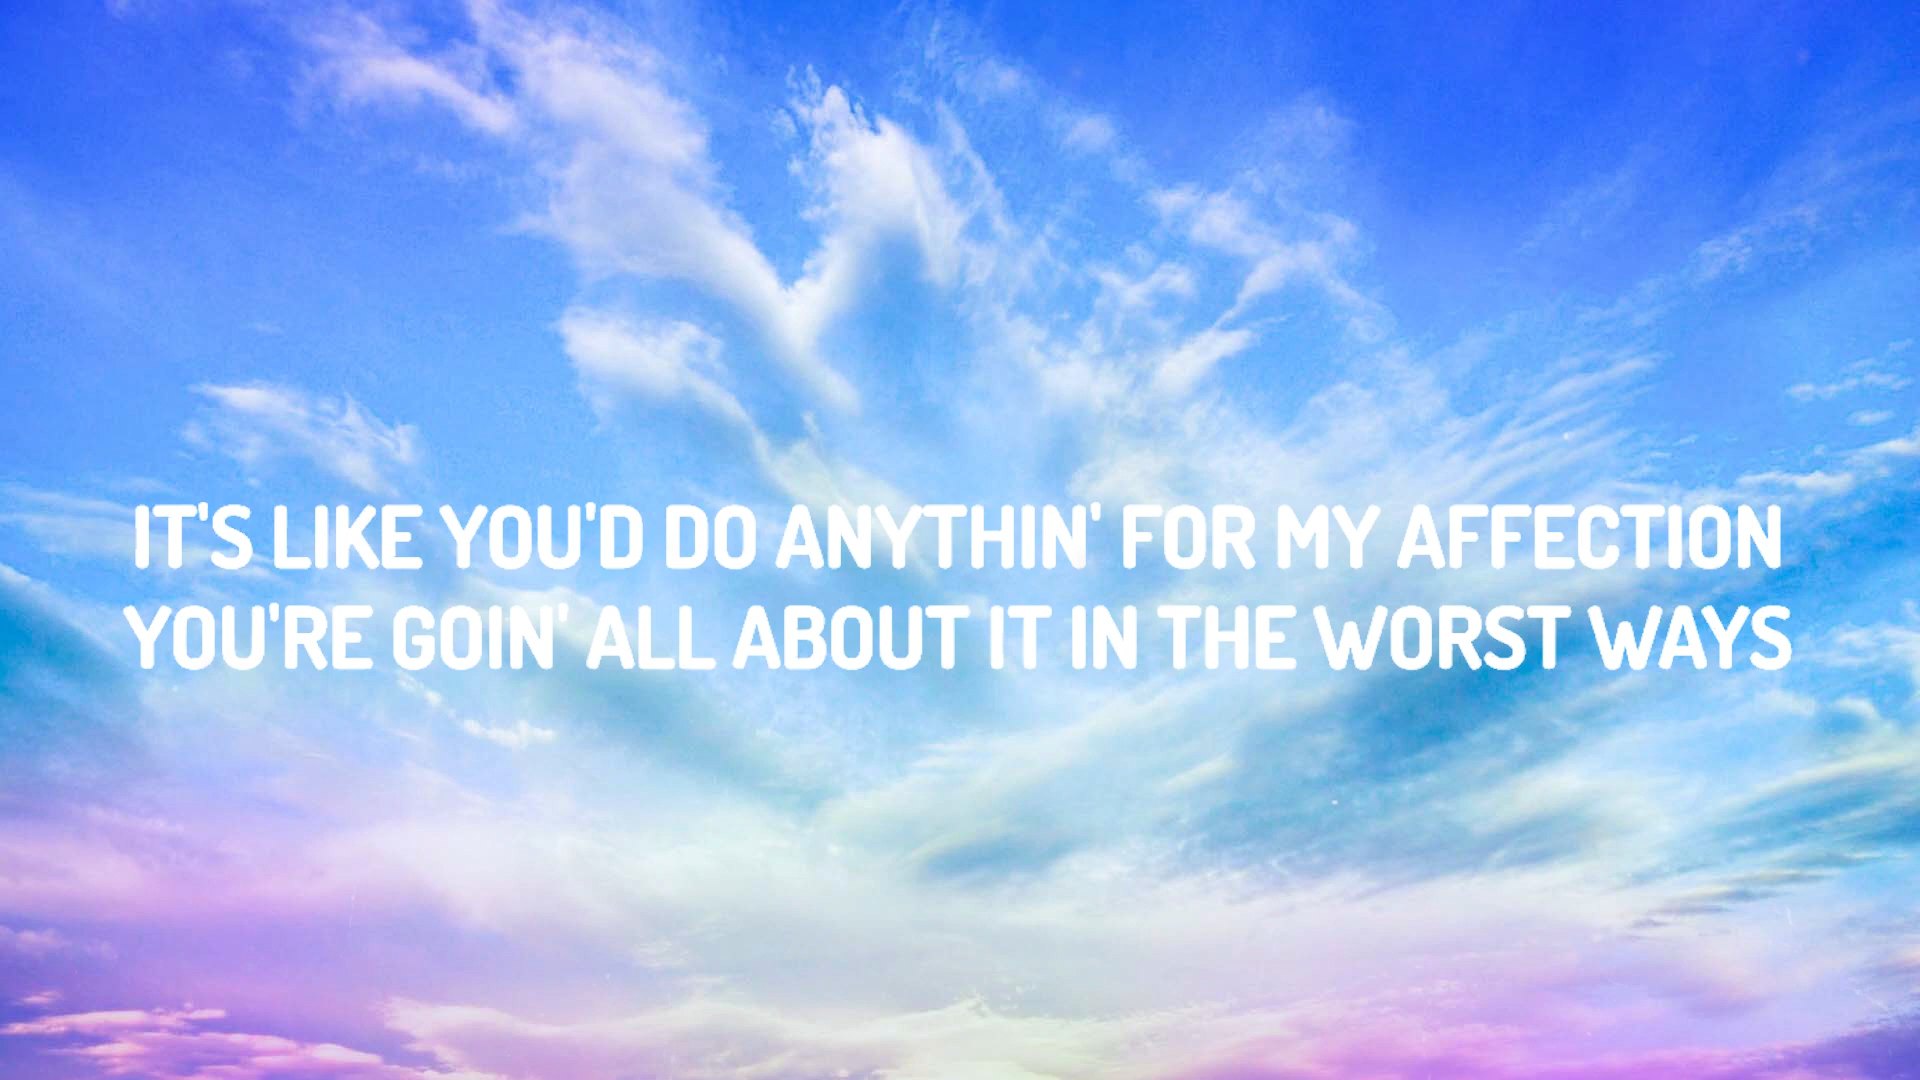 IT'S LIKE YOU'D DO ANYTHIN' FOR MY AFFECTION
YOU'RE GOIN' ALL ABOUT IT IN THE WORST WAYS